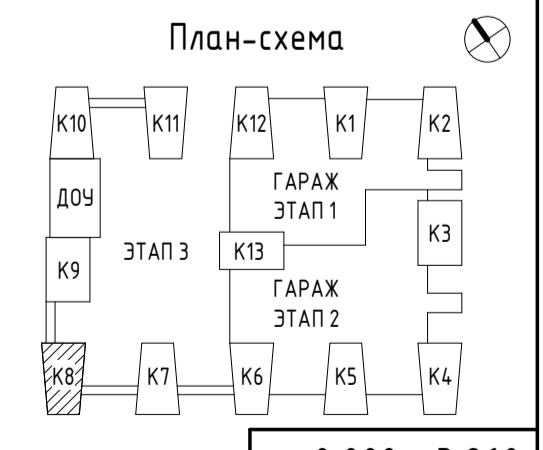 План-схема
К10 К11 К12 К1 К2
ГАРАЖ
ЭТАП 1
ДОУ
К3
ЭТАП 3 К13
К9
ГАРАЖ
ЭТАП 2
К8 К7 К6 К5 К4